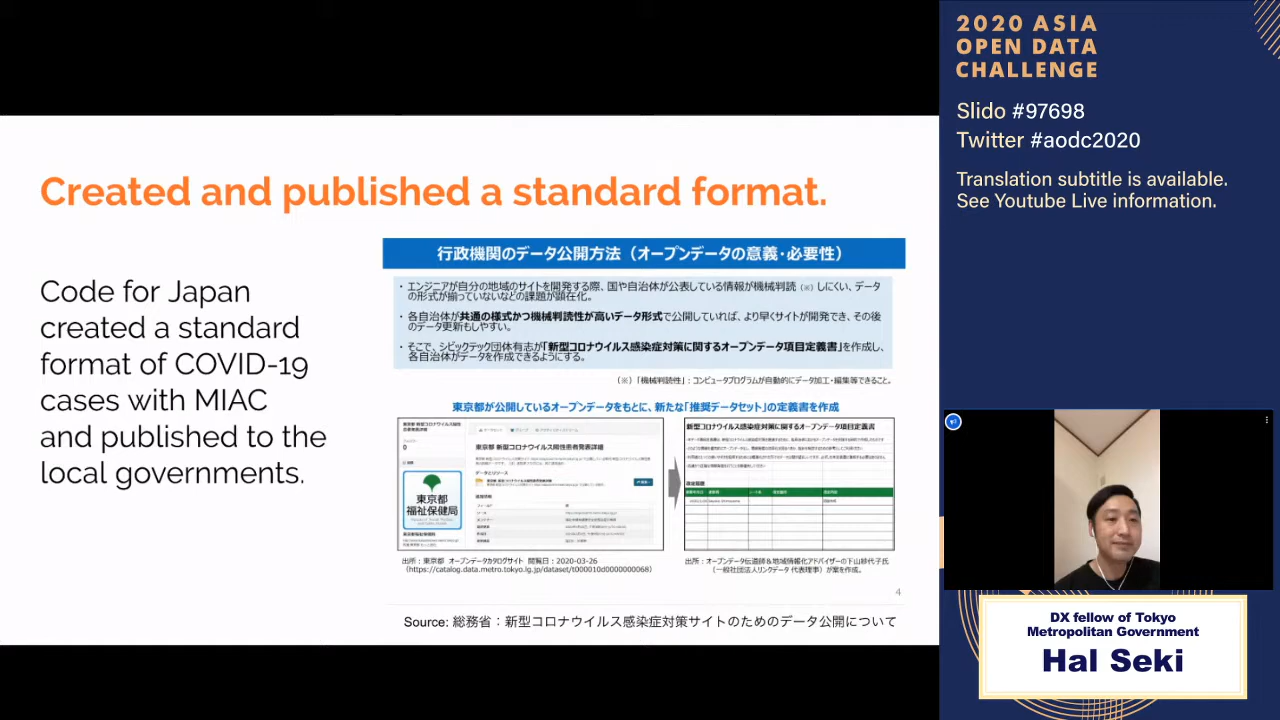 Created and published a standard format.
Code for Japan
created a standard
format of COVID-19
cases with MIAC
and published to the
local governments.
行政機関のデータ公開方法（オープンデータの意義・必要性）
・エンジニアが自分の地域のサイトを開発する際、国や自治体が公表している情報が機械判読（※）しにくい、データ
の形式が揃っていないなどの課題が顕在化。
・各自治体が共通の様式かつ機械判読性が高いデータ形式で公開していれば、より早くサイトが開発でき、その後
のデータ更新もしやすい。
・そこで、シビックテック団体有志が「新型コロナウイルス感染症対策に関するオープンデータ項目定義書」を作成し、
各自治体がデータを作成できるようにする。
（※）「機械判読性」：コンピュータプログラムが自動的にデータ加工・編集等できること。
東京都が公開しているオープンデータをもとに、新たな「推奨データセット」の定義書を作成
東京都 新型コロナウイルス陽性患者発表詳細
データとリソース
東京都
福祉保健局
新型コロナウイルス感染症対策に関するオープンデータ項目定義書
出所：東京都 オープンデータカタログサイト 閲覧日：2020-03-26
（https://catalog.data.metro.tokyo.lg.jp/dataset/t000010d0000000068）
出所：オープンデータ伝道師＆地域情報化アドバイザーの下山紗代子氏
（一般社団法人リンクデータ 代表理事）が案を作成。
4
Source: 総務省：新型コロナウイルス感染症対策サイトのためのデータ公開について
2020 ASIA
OPEN DATA
CHALLENGE
Slido #97698
Twitter #aodc2020
Translation subtitle is available.
See Youtube Live information.
DX fellow of Tokyo
Metropolitan Government
Hal Seki